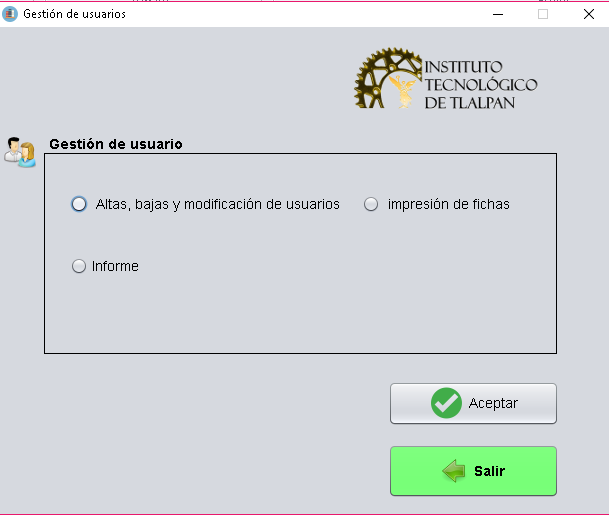 Gestión de usuarios
INSTITUTO
TECNOLÓGICO
DE TLALPAN
Gestión de usuario
Altas, bajas y modificación de usuarios
impresión de fichas
Informe
Aceptar
Salir